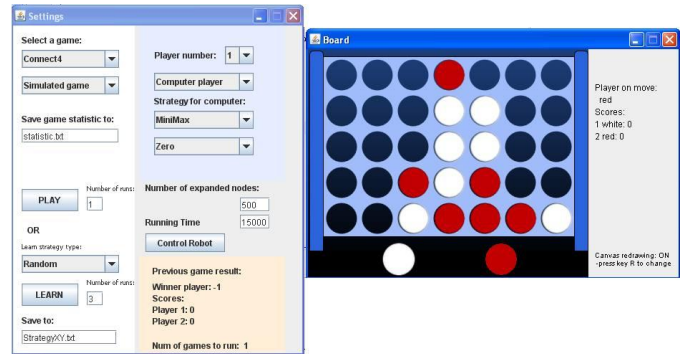 Settings
Select a game:
Connect4
Simulated game
Save game statistic to:
statistic.txt
PLAY
Number of runs:
1
OR
Learn strategy type:
Random
LEARN
Number of runs:
3
Save to:
StrategyXY.txt
Player number:
1
Computer player
Strategy for computer:
MiniMax
Zero
Number of expanded nodes:
500
Running Time
15000
Control Robot
Previous game result:
Winner player: -1
Scores:
Player 1: 0
Player 2: 0
Num of games to run: 1
Board
Player on move:
red
Scores:
1 white: 0
2 red: 0
Canvas redrawing: ON
-press key R to change